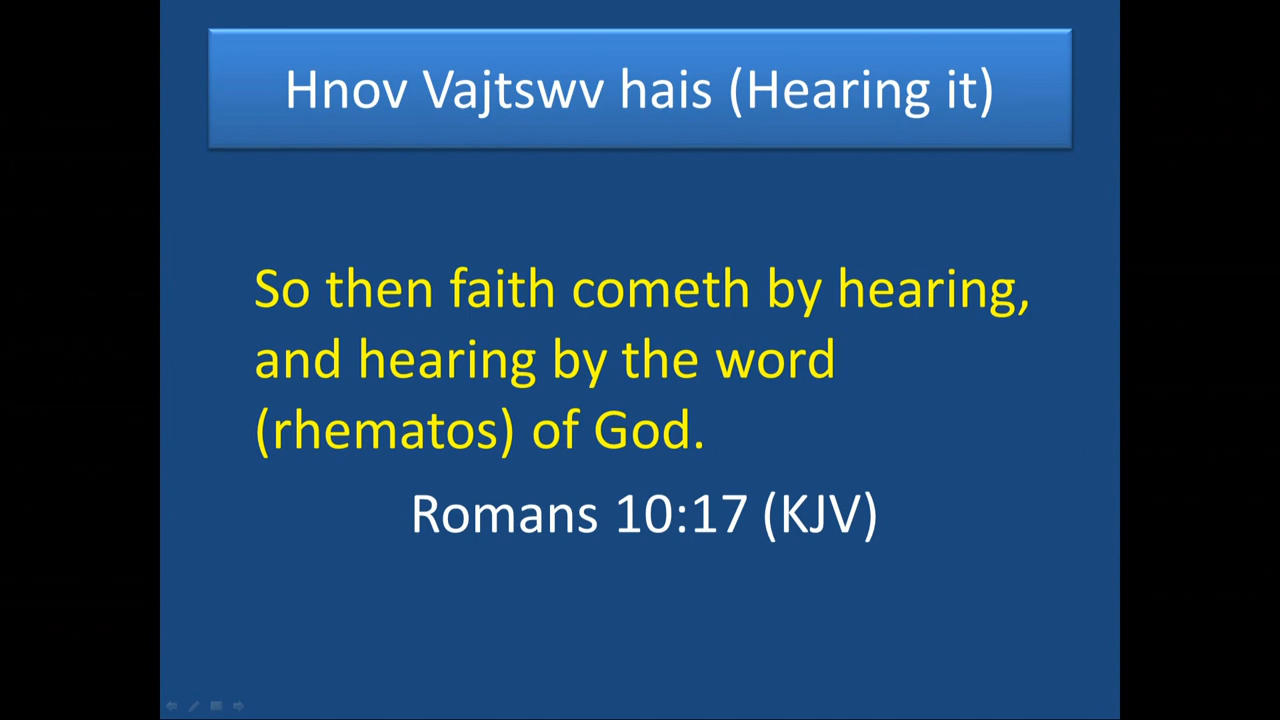 Hnov Vajtswv hais (Hearing it)
So then faith cometh by hearing,
and hearing by the word
(rhematos) of God.
Romans 10:17 (KJV)